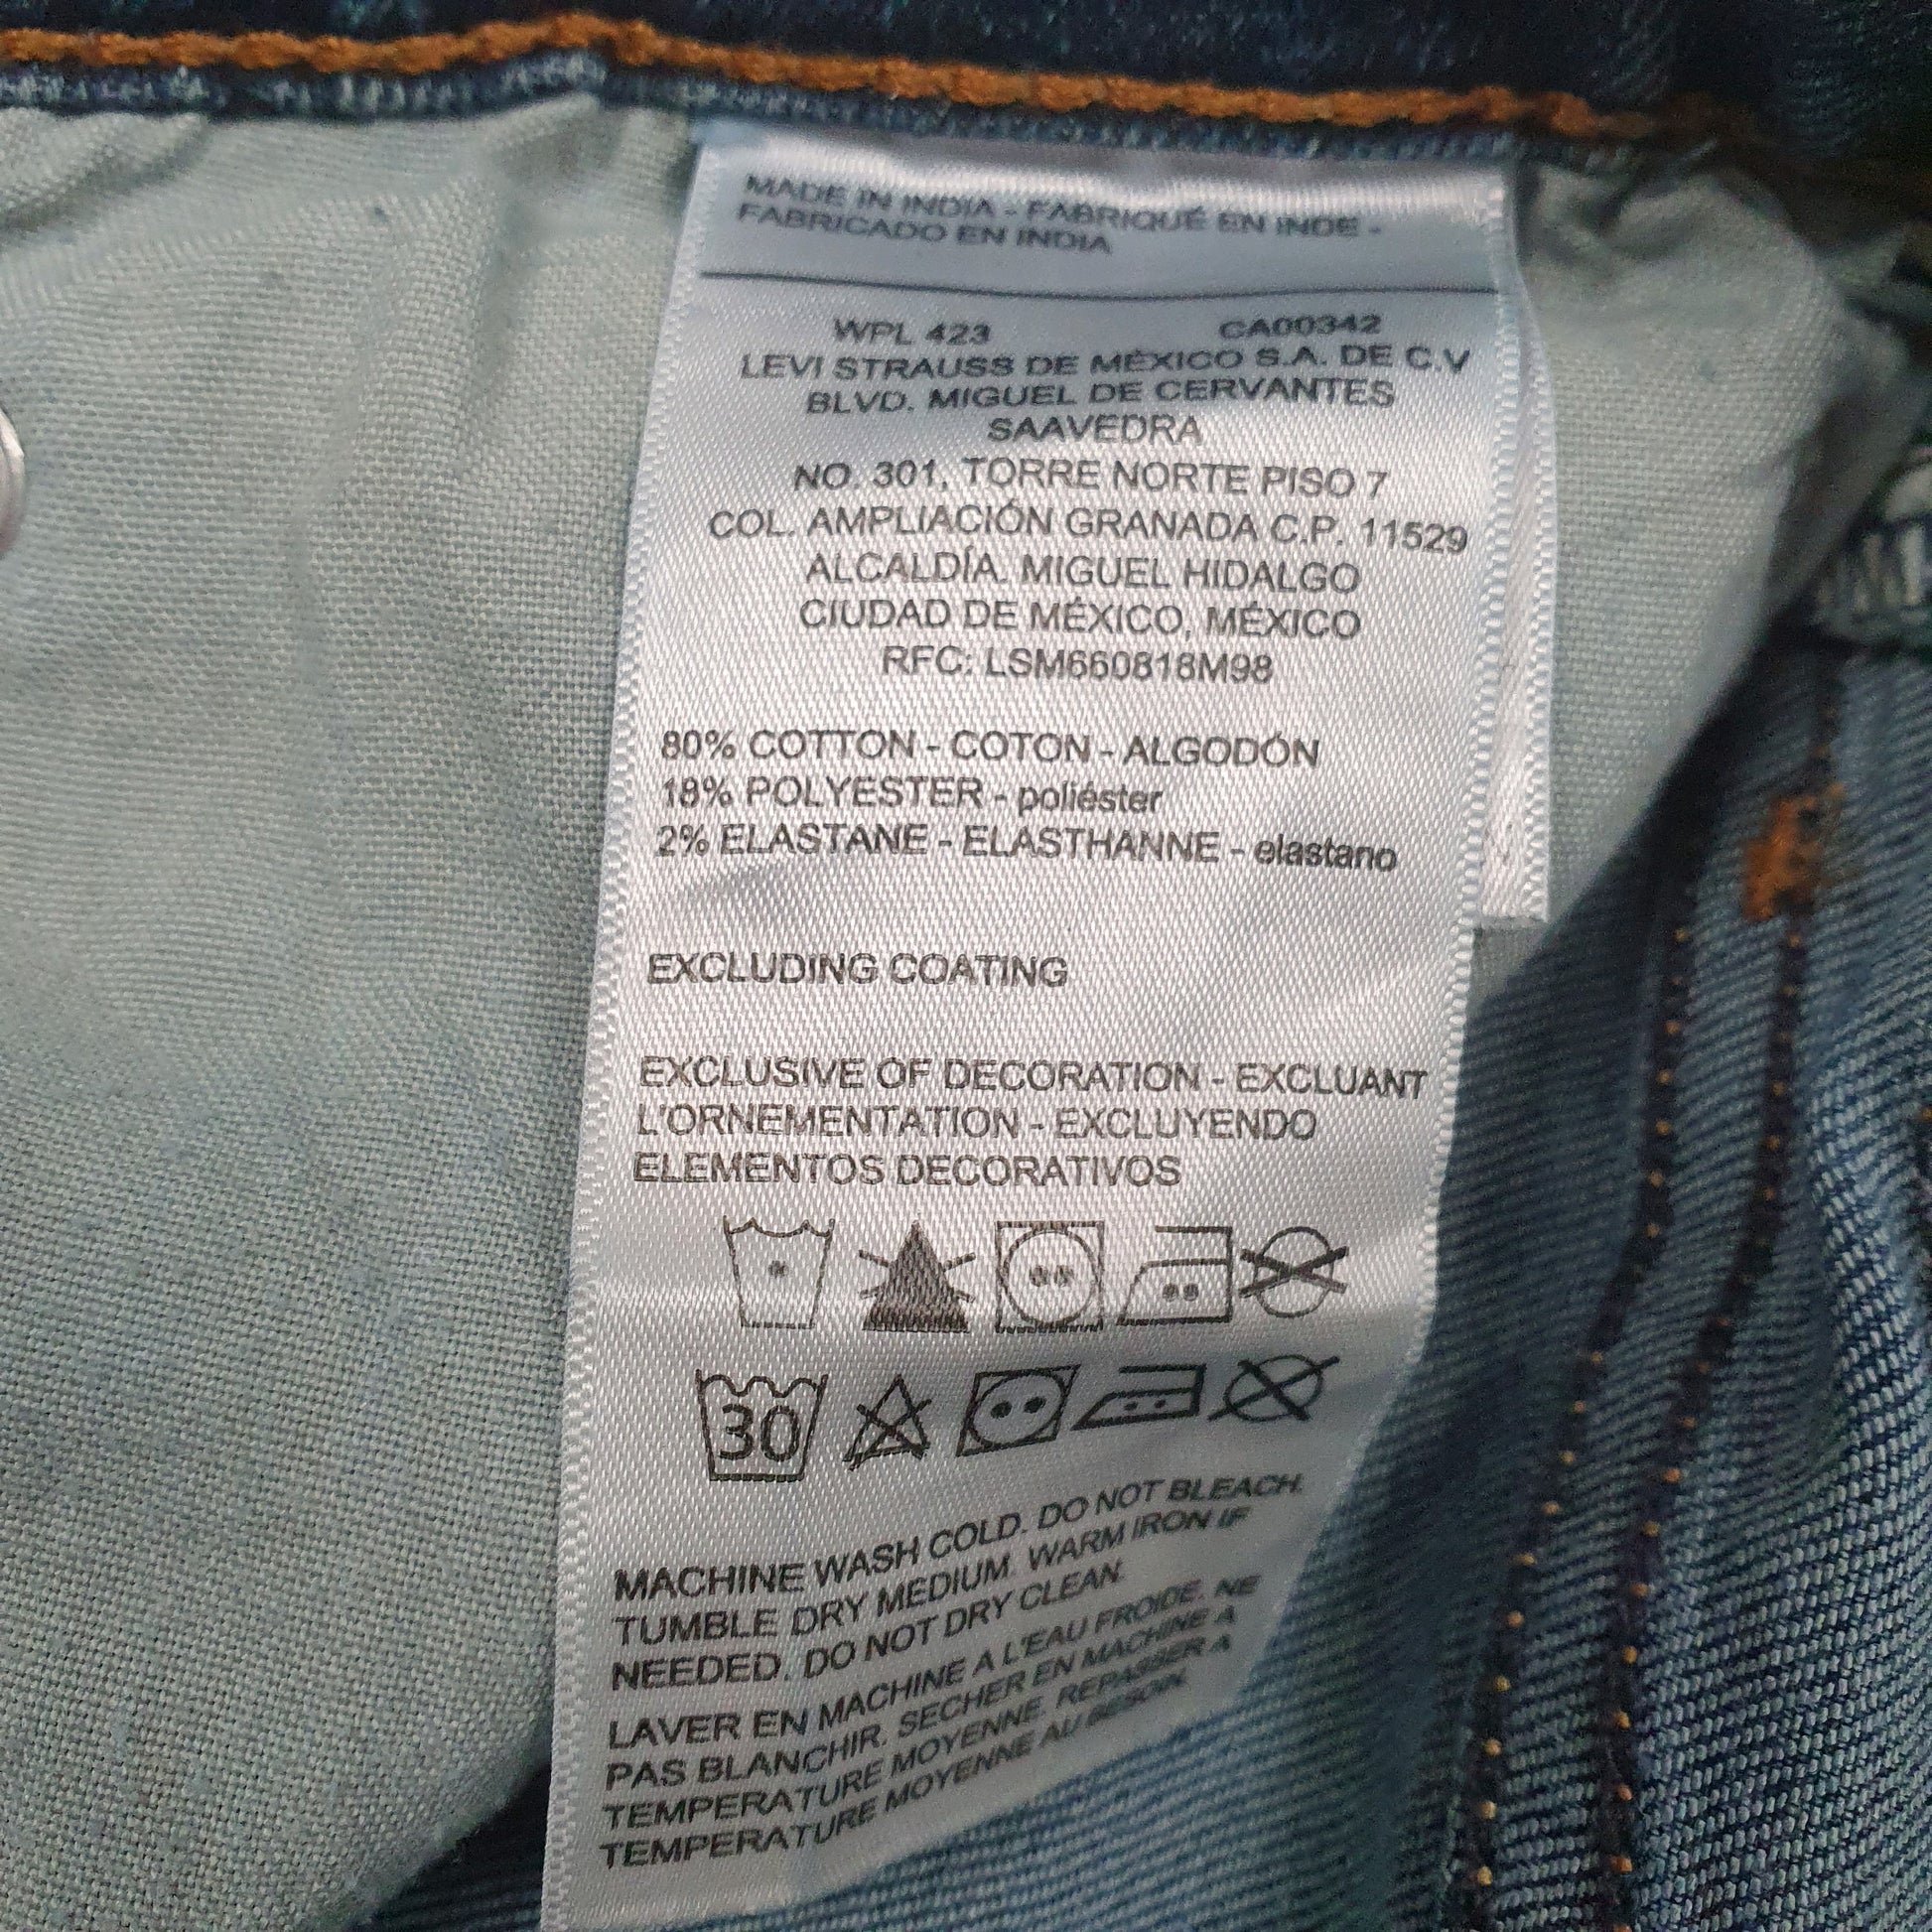 MADE IN INDIA - FABRIQUÉ EN INDE -
FABRICADO EN INDIA
WPL 423 CA00342
LEVI STRAUSS DE MÉXICO S.A. DE C.V
BLVD. MIGUEL DE CERVANTES
SAAVEDRA
NO. 301, TORRE NORTE PISO 7
COL. AMPLIACIÓN GRANADA C.P. 11529
ALCALDÍA. MIGUEL HIDALGO
CIUDAD DE MÉXICO, MÉXICO
RFC: LSM660818M98
80% COTTON - COTON - ALGODÓN
18% POLYESTER - poliéster
2% ELASTANE - ELASTHANNE - elastano
EXCLUDING COATING
EXCLUSIVE OF DECORATION - EXCLUANT
L'ORNEMENTATION - EXCLUYENDO
ELEMENTOS DECORATIVOS
30
MACHINE WASH COLD. DO NOT BLEACH.
TUMBLE DRY MEDIUM. WARM IRON IF
NEEDED. DO NOT DRY CLEAN.
LAVER EN MACHINE A L'EAU FROIDE. NE
PAS BLANCHIR. SECHER EN MACHINE A
TEMPERATURE MOYENNE. REPASSER A
TEMPERATURE MOYENNE AU BESOIN.